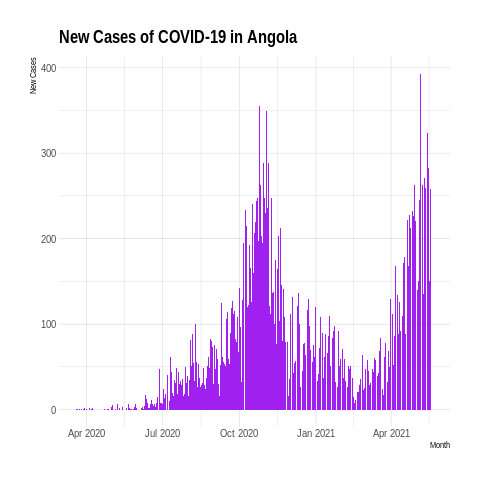 New Cases of COVID-19 in Angola
New Cases
400
300
200
100
0
Apr 2020 Jul 2020 Oct 2020 Jan 2021 Apr 2021
Month